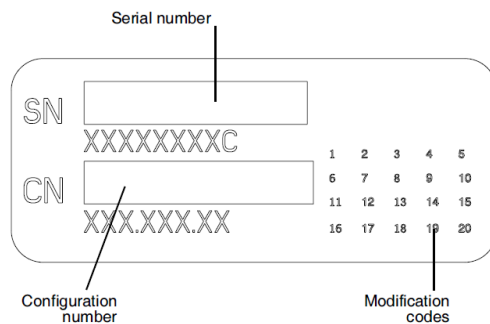 Serial number
SN
XXXXXXXXC
CN
XXX.XXX.XX
1 2 3 4 5
6 7 8 9 10
11 12 13 14 15
16 17 18 19 20
Configuration
number
Modification
codes